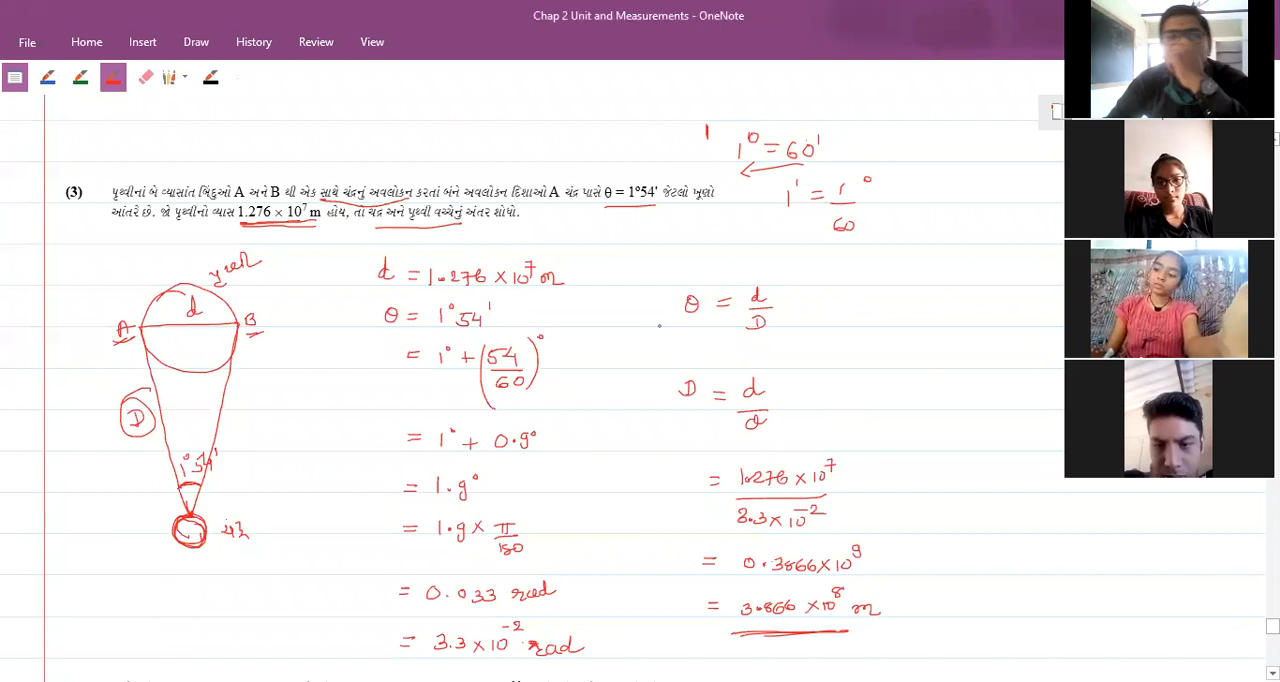 Chap 2 Unit and Measurements - OneNote
File Home Insert Draw History Review View
1° = 60'
1' = 1/60°
(3) પૃથ્વીનાં બે વ્યાસાંત બિંદુઓ A અને B થી એક સાથે ચંદ્રનું અવલોકન કરતાં બંને અવલોકન દિશાઓ A ચંદ્ર પાસે θ = 1°54' જેટલો ખૂણો
આંતરે છે. જો પૃથ્વીનો વ્યાસ 1.276 × 10⁷ m હોય, તો ચંદ્ર અને પૃથ્વી વચ્ચેનું અંતર શોધો.
પૃથ્વી
d
A B
D
1°54'
ચંદ્ર
d = 1.276 × 10⁷ m
θ = 1°54'
= 1° + (54/60)°
= 1° + 0.9°
= 1.9°
= 1.9 × π/180
= 0.033 rad
= 3.3 × 10⁻² rad
θ = d/D
D = d/θ
= 1.276 × 10⁷ / 3.3 × 10⁻²
= 0.3866 × 10⁹
= 3.866 × 10⁸ m